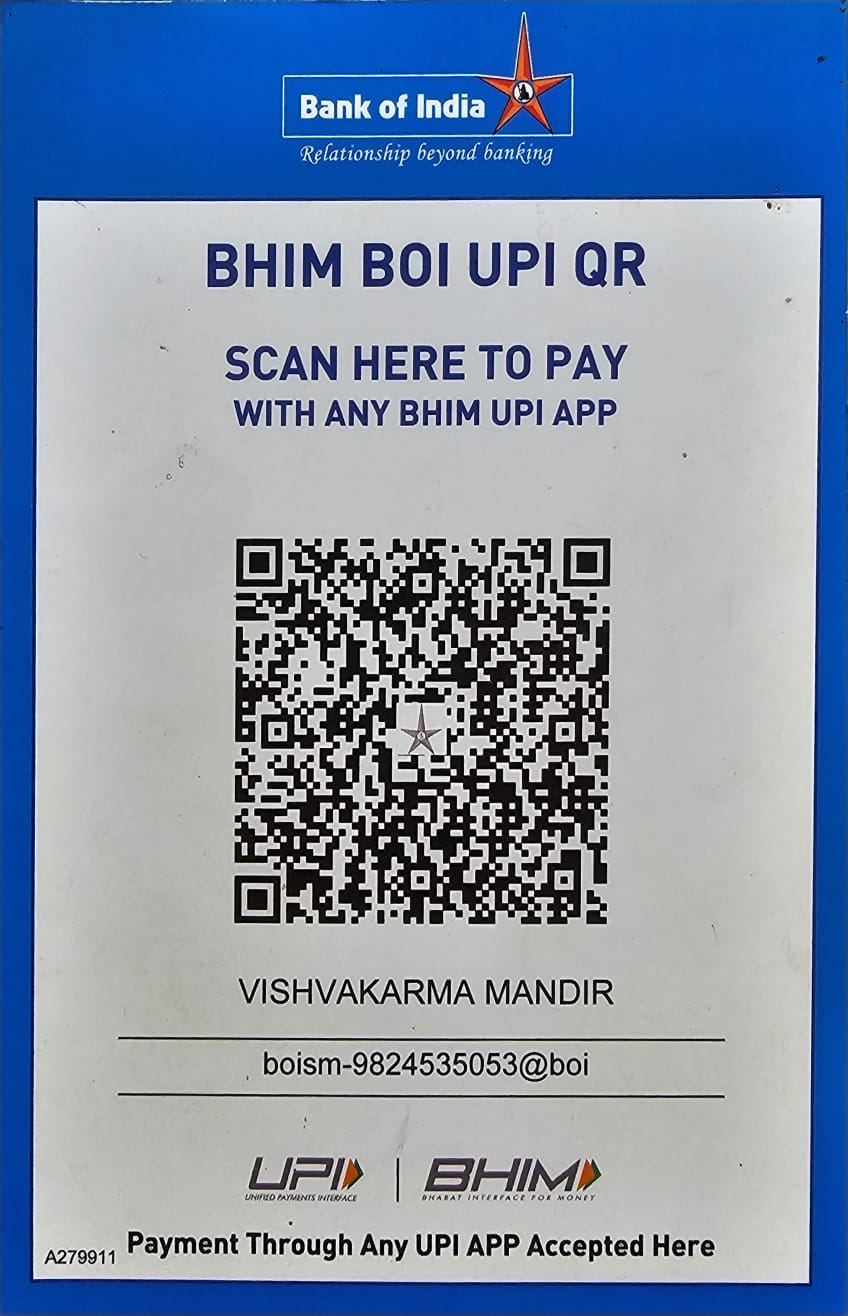 Bank of India
Relationship beyond banking
BHIM BOI UPI QR
SCAN HERE TO PAY
WITH ANY BHIM UPI APP
VISHVAKARMA MANDIR
boism-9824535053@boi
UPI | BHIM
UNIFIED PAYMENTS INTERFACE BHARAT INTERFACE FOR MONEY
A279911 Payment Through Any UPI APP Accepted Here